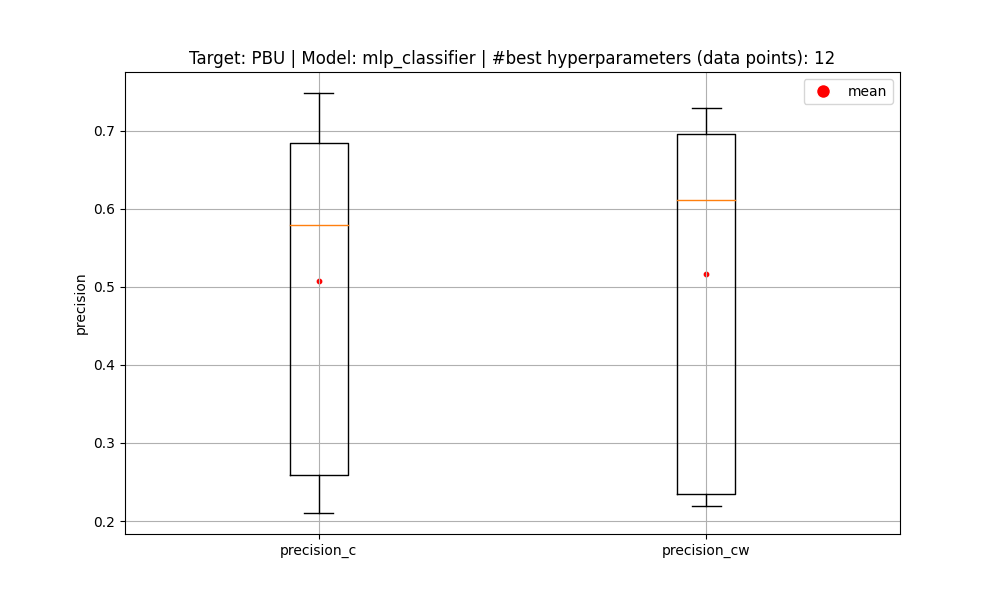 Target: PBU | Model: mlp_classifier | #best hyperparameters (data points): 12
mean
0.7
0.6
0.5
0.4
0.3
0.2
precision
precision_c
precision_cw